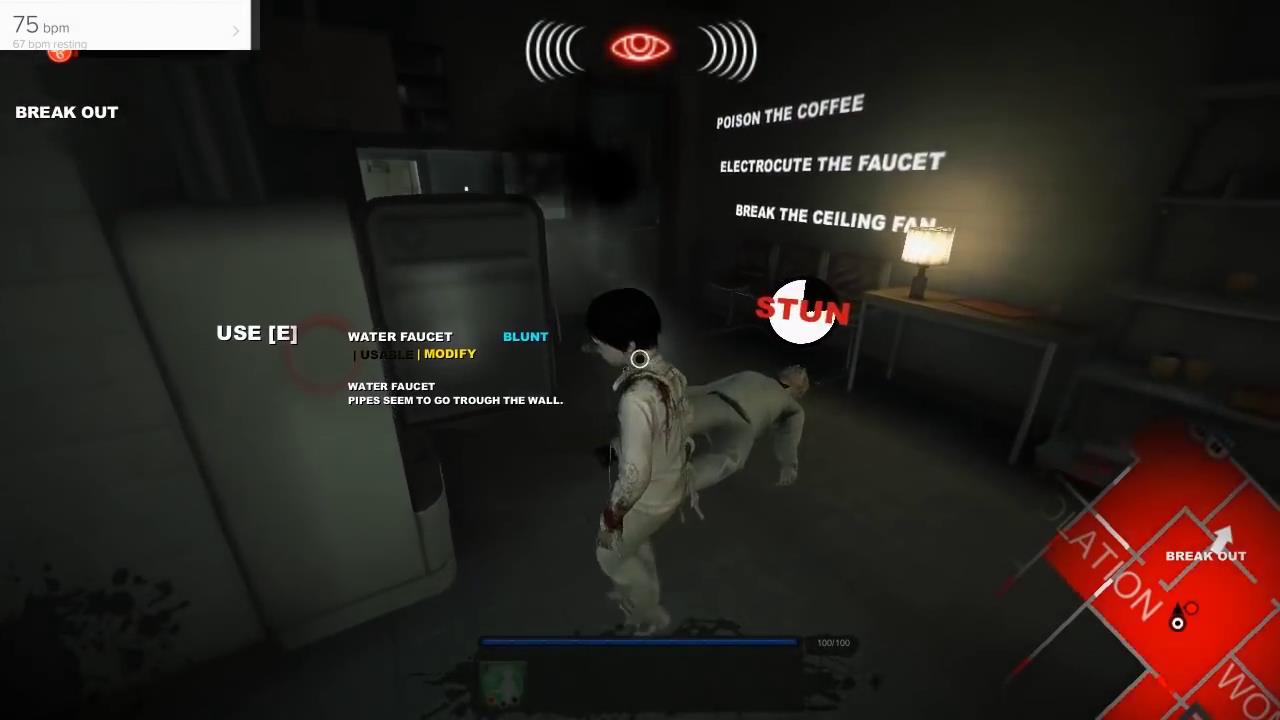 75 bpm
67 bpm resting
BREAK OUT
POISON THE COFFEE
ELECTROCUTE THE FAUCET
BREAK THE CEILING FAN
STUN
USE [E]
WATER FAUCET BLUNT
| USABLE | MODIFY
WATER FAUCET
PIPES SEEM TO GO TROUGH THE WALL.
BREAK OUT
100/100